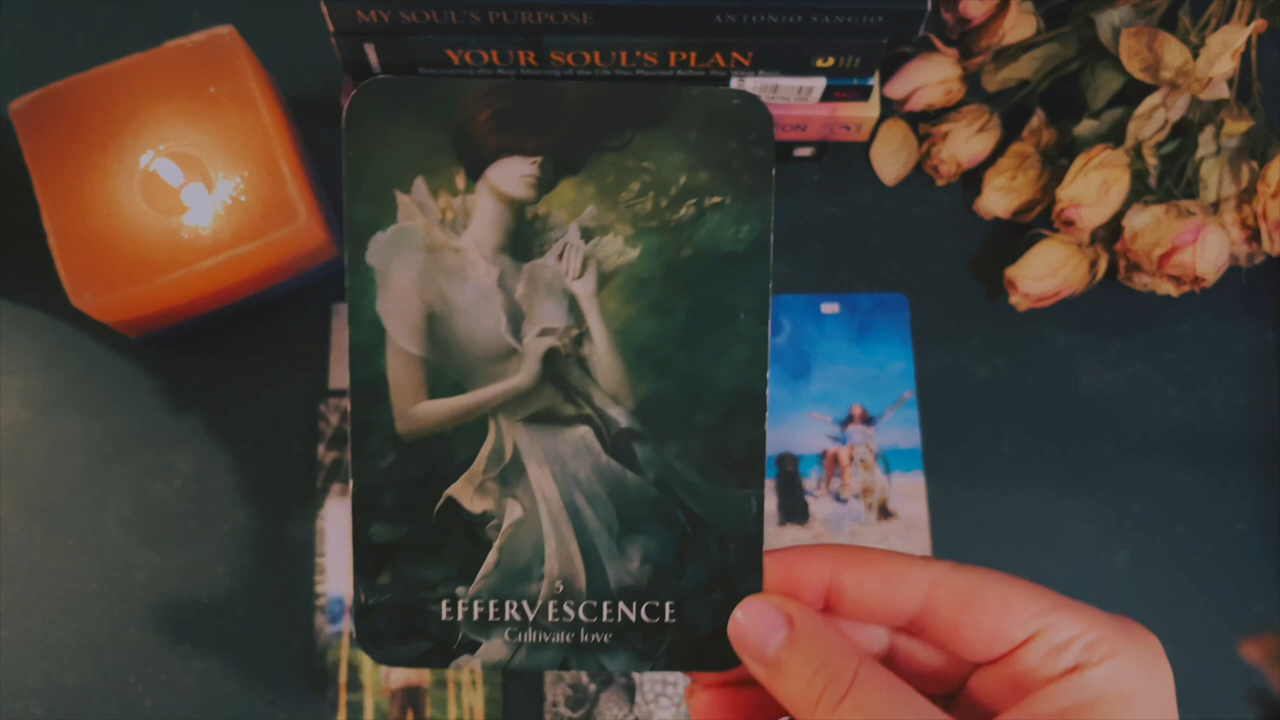 MY SOUL'S PURPOSE ANTONIO SANGIO
YOUR SOUL'S PLAN
Discovering the Real Meaning of the Life You Planned Before You Were Born
TON
5
EFFERVESCENCE
Cultivate love